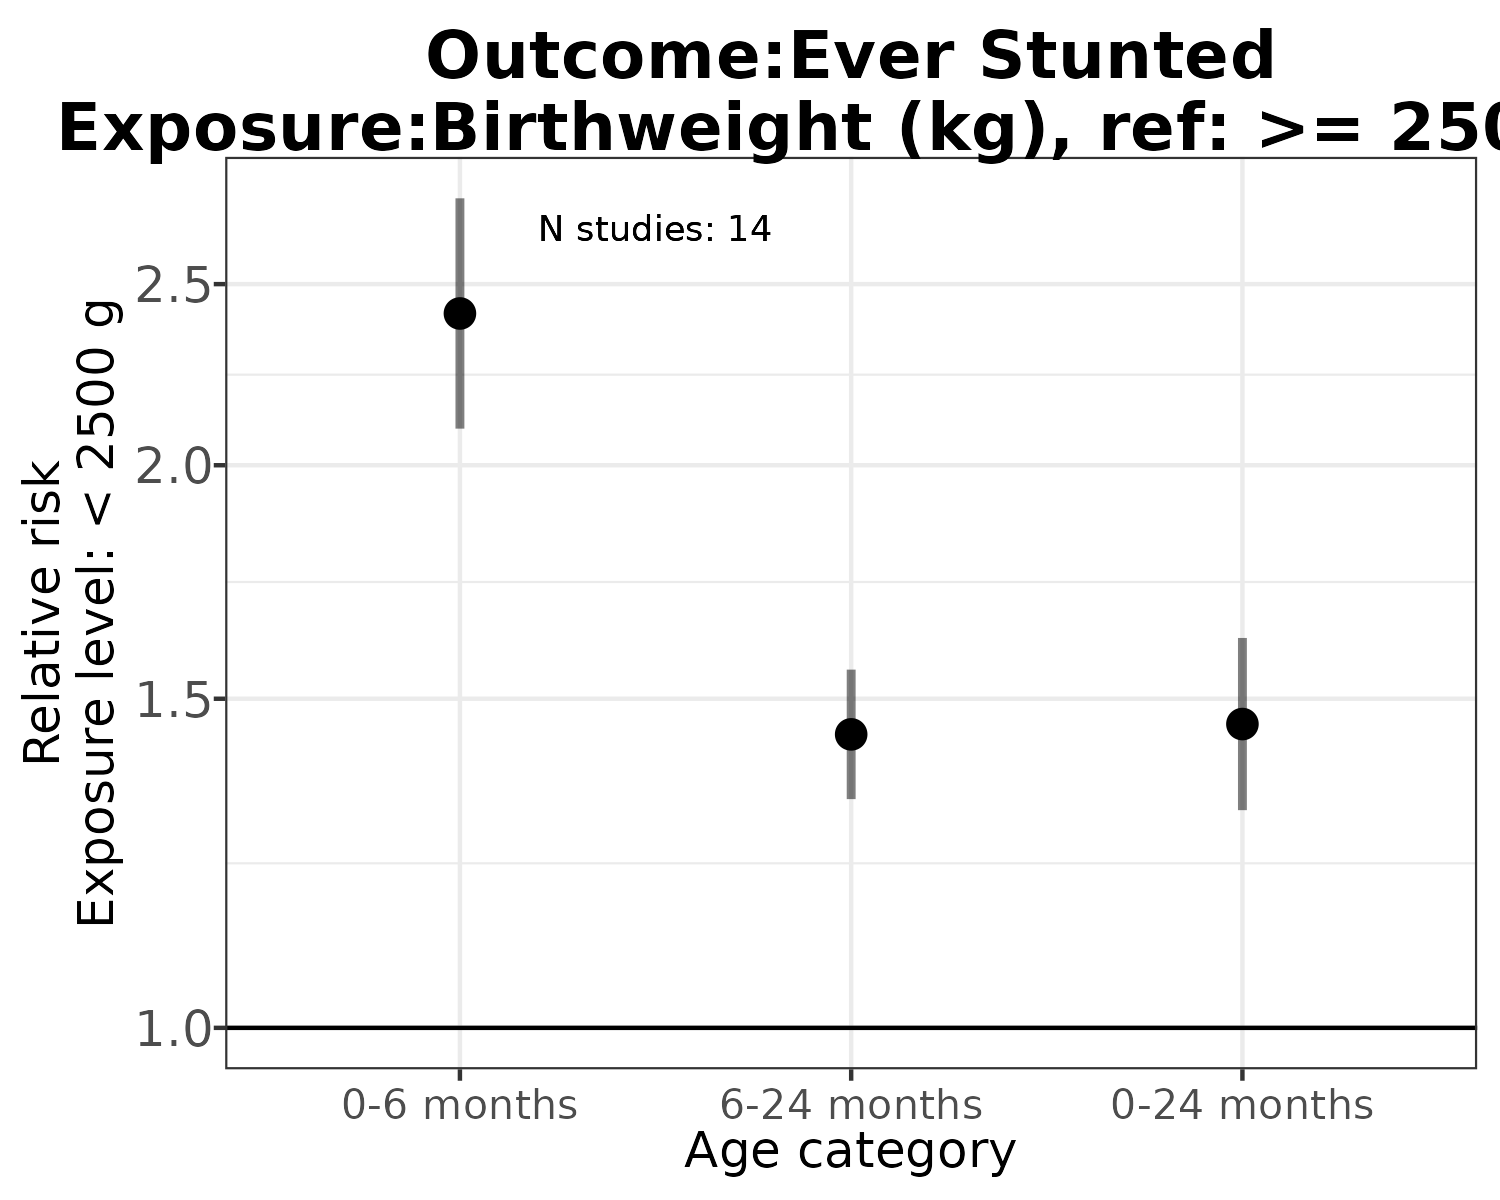 Outcome:Ever Stunted
Exposure:Birthweight (kg), ref: >= 250
N studies: 14
Relative risk
Exposure level: < 2500 g
2.5
2.0
1.5
1.0
0-6 months
6-24 months
0-24 months
Age category